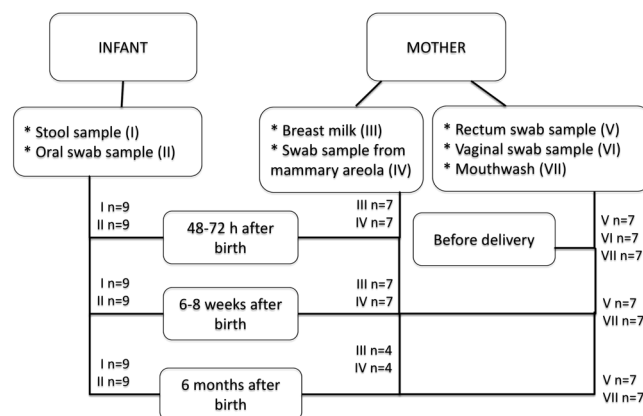 INFANT
MOTHER
* Stool sample (I)
* Oral swab sample (II)
* Breast milk (III)
* Swab sample from
mammary areola (IV)
* Rectum swab sample (V)
* Vaginal swab sample (VI)
* Mouthwash (VII)
I n=9
II n=9
48-72 h after
birth
III n=7
IV n=7
Before delivery
V n=7
VI n=7
VII n=7
I n=9
II n=9
6-8 weeks after
birth
III n=7
IV n=7
V n=7
VII n=7
I n=9
II n=9
6 months after
birth
III n=4
IV n=4
V n=7
VII n=7